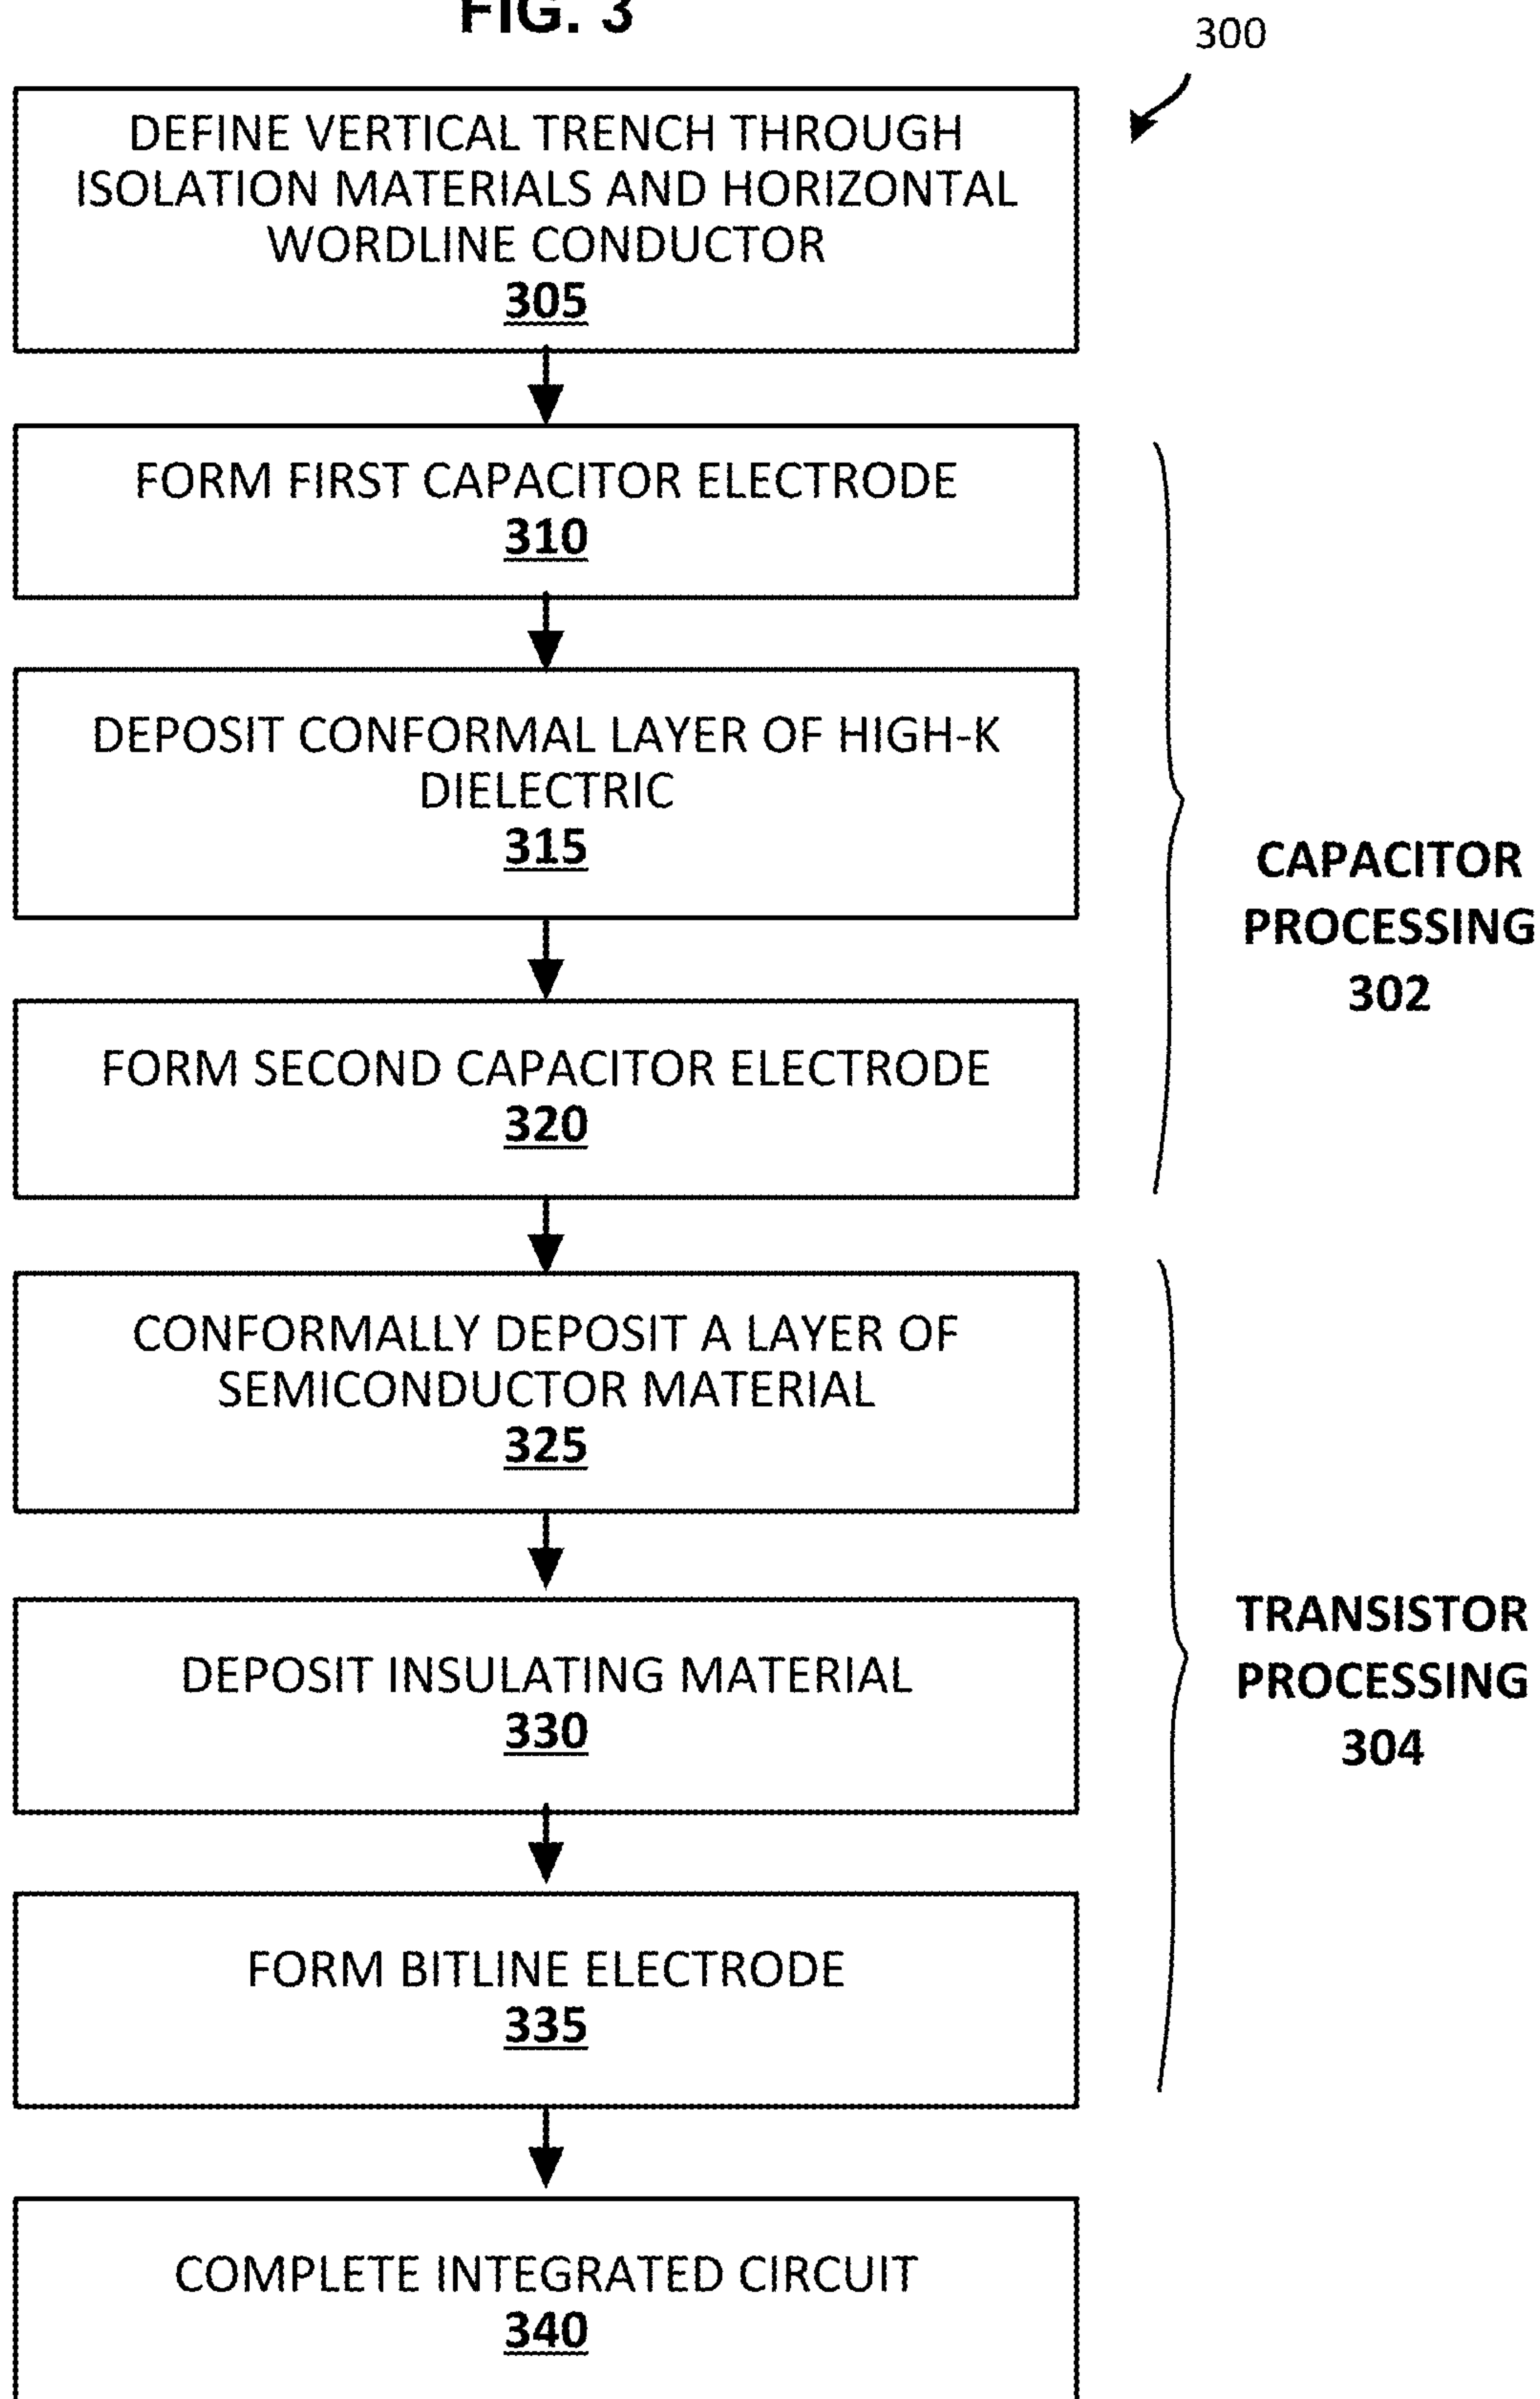 FIG. 3
300
DEFINE VERTICAL TRENCH THROUGH
ISOLATION MATERIALS AND HORIZONTAL
WORDLINE CONDUCTOR
305
FORM FIRST CAPACITOR ELECTRODE
310
DEPOSIT CONFORMAL LAYER OF HIGH-K
DIELECTRIC
315
FORM SECOND CAPACITOR ELECTRODE
320
CAPACITOR
PROCESSING
302
CONFORMALLY DEPOSIT A LAYER OF
SEMICONDUCTOR MATERIAL
325
DEPOSIT INSULATING MATERIAL
330
FORM BITLINE ELECTRODE
335
TRANSISTOR
PROCESSING
304
COMPLETE INTEGRATED CIRCUIT
340